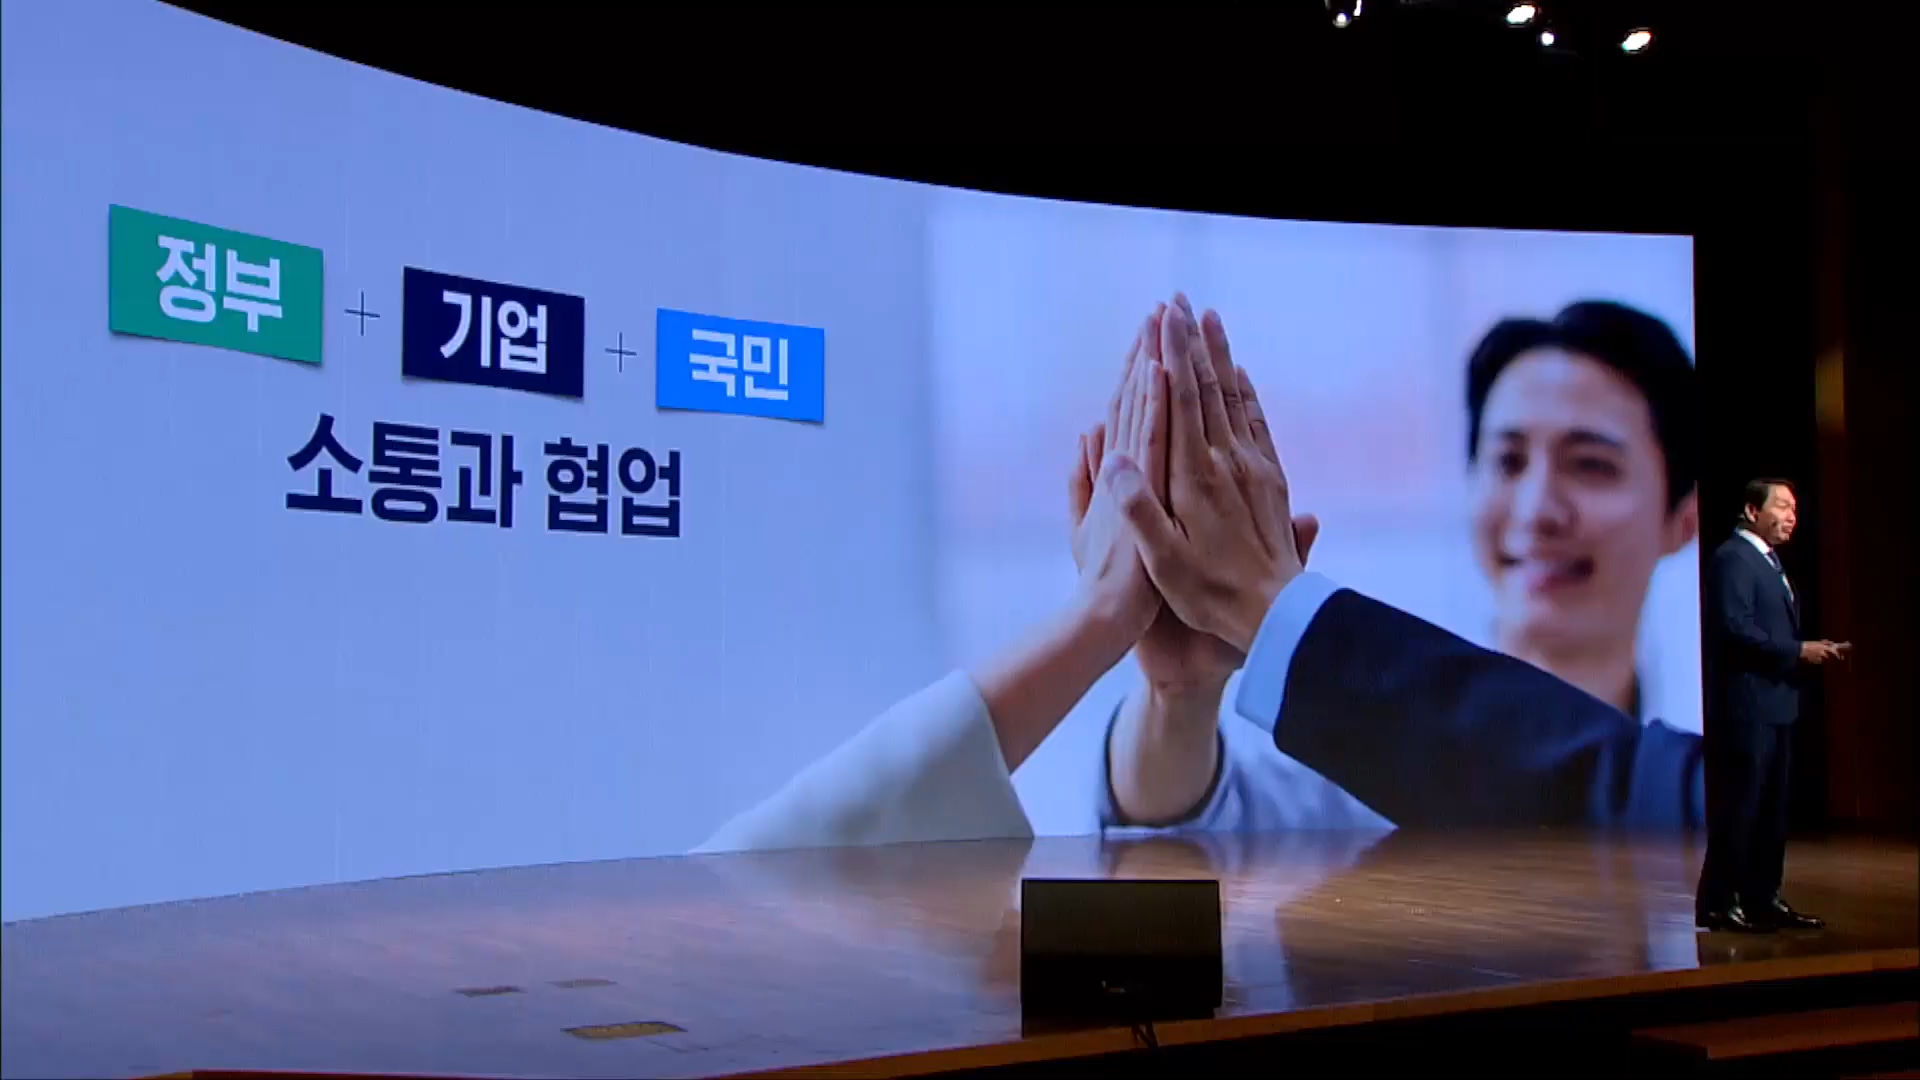 정부 + 기업 + 국민
소통과 협업